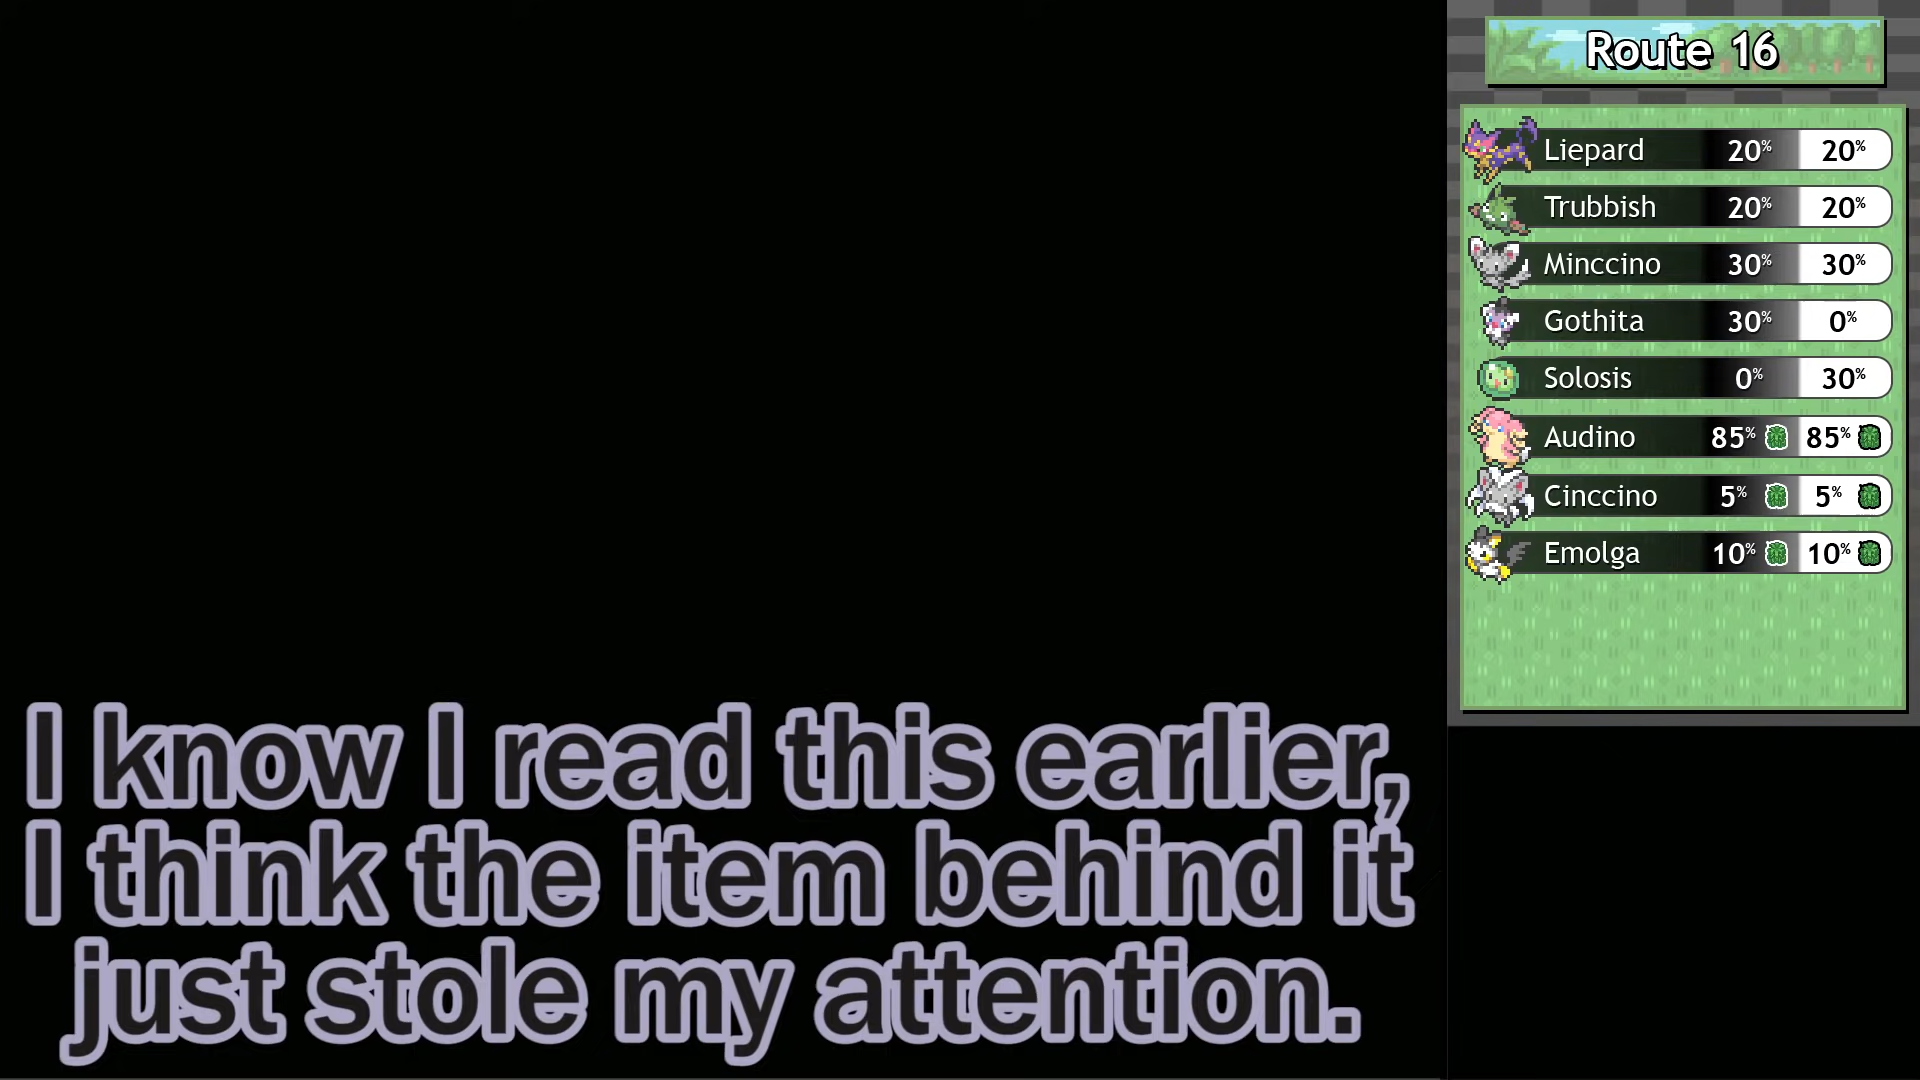 Route 16
Liepard 20% 20%
Trubbish 20% 20%
Minccino 30% 30%
Gothita 30% 0%
Solosis 0% 30%
Audino 85% 85%
Cinccino 5% 5%
Emolga 10% 10%
I know I read this earlier,
I think the item behind it
just stole my attention.